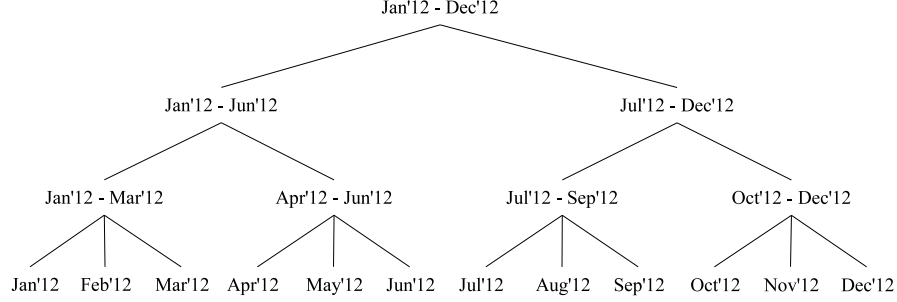 Jan'12 - Dec'12
Jan'12 - Jun'12
Jul'12 - Dec'12
Jan'12 - Mar'12
Apr'12 - Jun'12
Jul'12 - Sep'12
Oct'12 - Dec'12
Jan'12
Feb'12
Mar'12
Apr'12
May'12
Jun'12
Jul'12
Aug'12
Sep'12
Oct'12
Nov'12
Dec'12